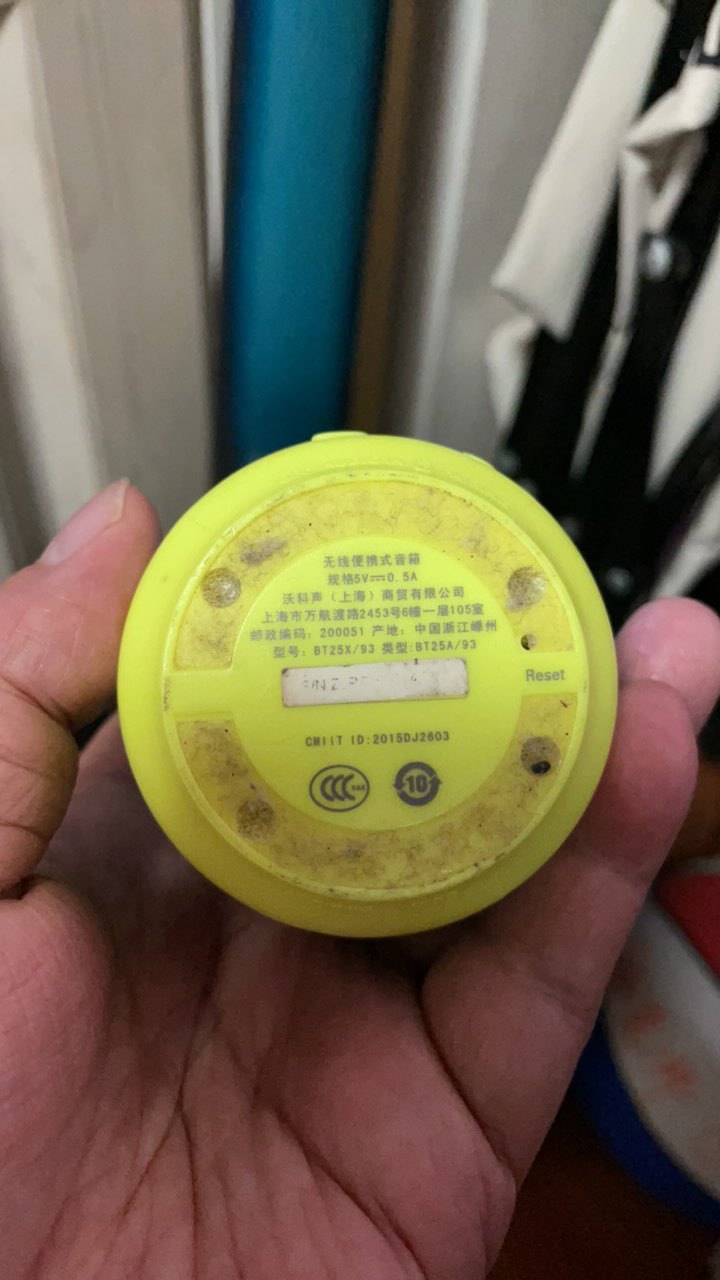 无线便携式音箱
规格5V⎓0.5A
沃科声（上海）商贸有限公司
上海市万航渡路2453号6幢一层105室
邮政编码：200051 产地：中国浙江嵊州
型号：BT25X/93 类型:BT25A/93
Reset
CMIIT ID:2015DJ2603
CCC S&E
10